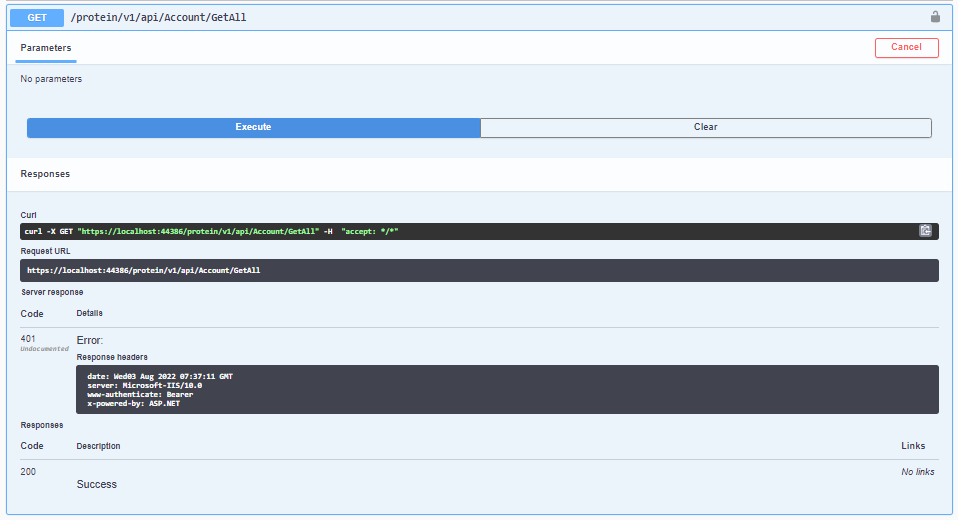 GET /protein/v1/api/Account/GetAll
Parameters Cancel
No parameters
Execute Clear
Responses
Curl
curl -X GET "https://localhost:44386/protein/v1/api/Account/GetAll" -H "accept: */*"
Request URL
https://localhost:44386/protein/v1/api/Account/GetAll
Server response
Code Details
401 Error:
Undocumented
Response headers
date: Wed03 Aug 2022 07:37:11 GMT
server: Microsoft-IIS/10.0
www-authenticate: Bearer
x-powered-by: ASP.NET
Responses
Code Description Links
200 No links
Success